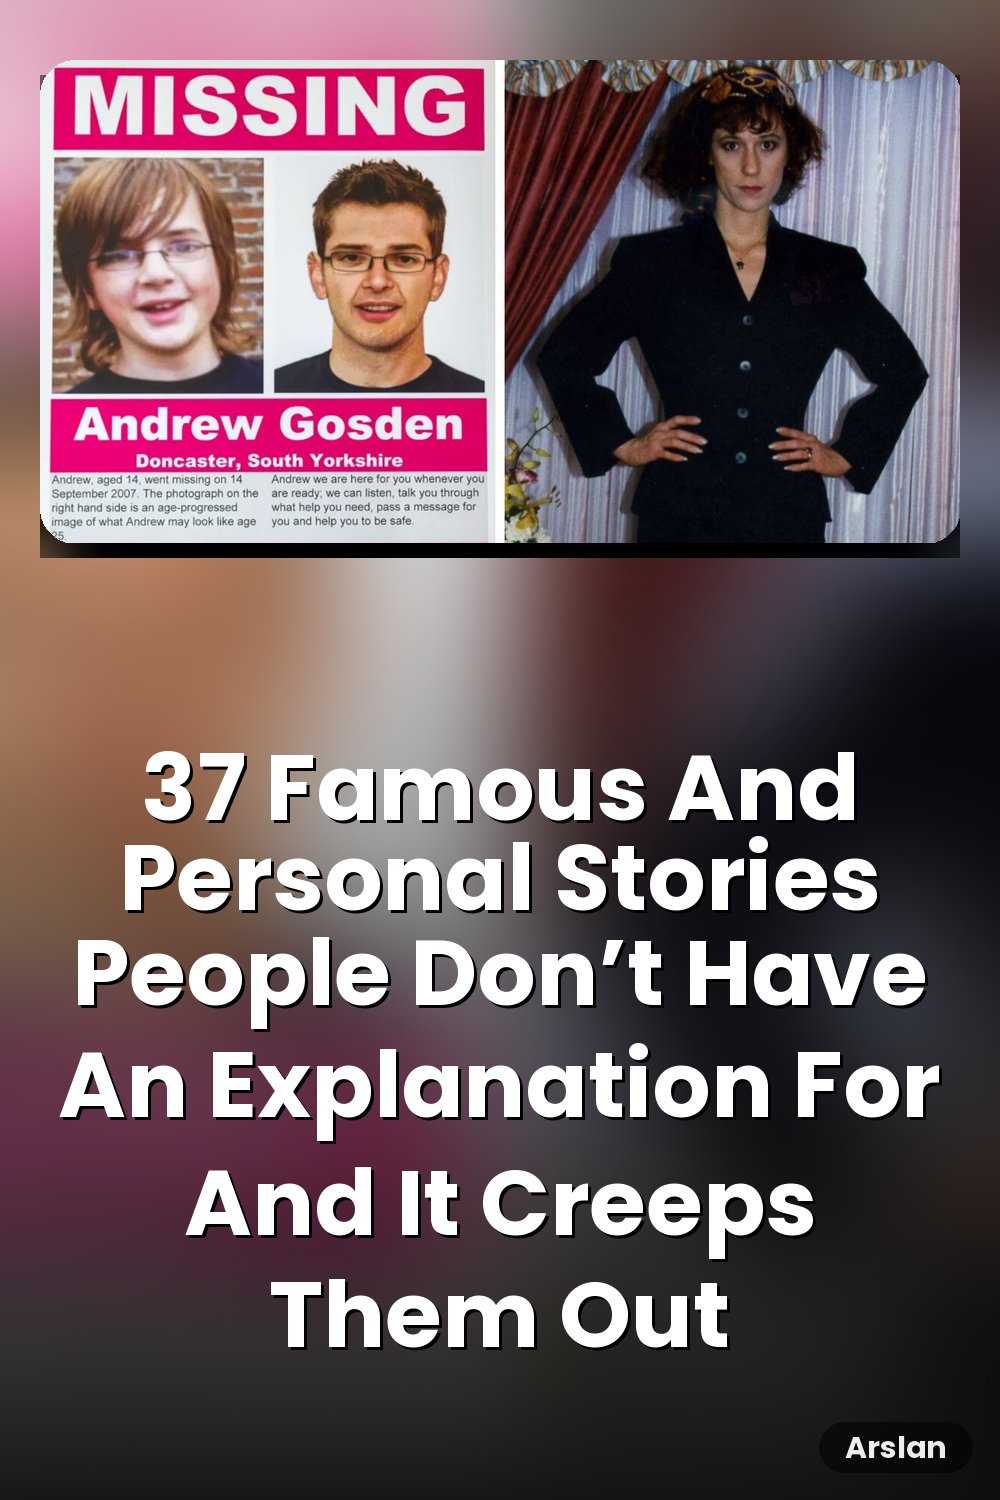 MISSING
Andrew Gosden
Doncaster, South Yorkshire
Andrew, aged 14, went missing on 14
September 2007. The photograph on the
right hand side is an age-progressed
image of what Andrew may look like age
25.
Andrew we are here for you whenever you
are ready; we can listen, talk you through
what help you need, pass a message for
you and help you to be safe.
37 Famous And
Personal Stories
People Don’t Have
An Explanation For
And It Creeps
Them Out
Arslan